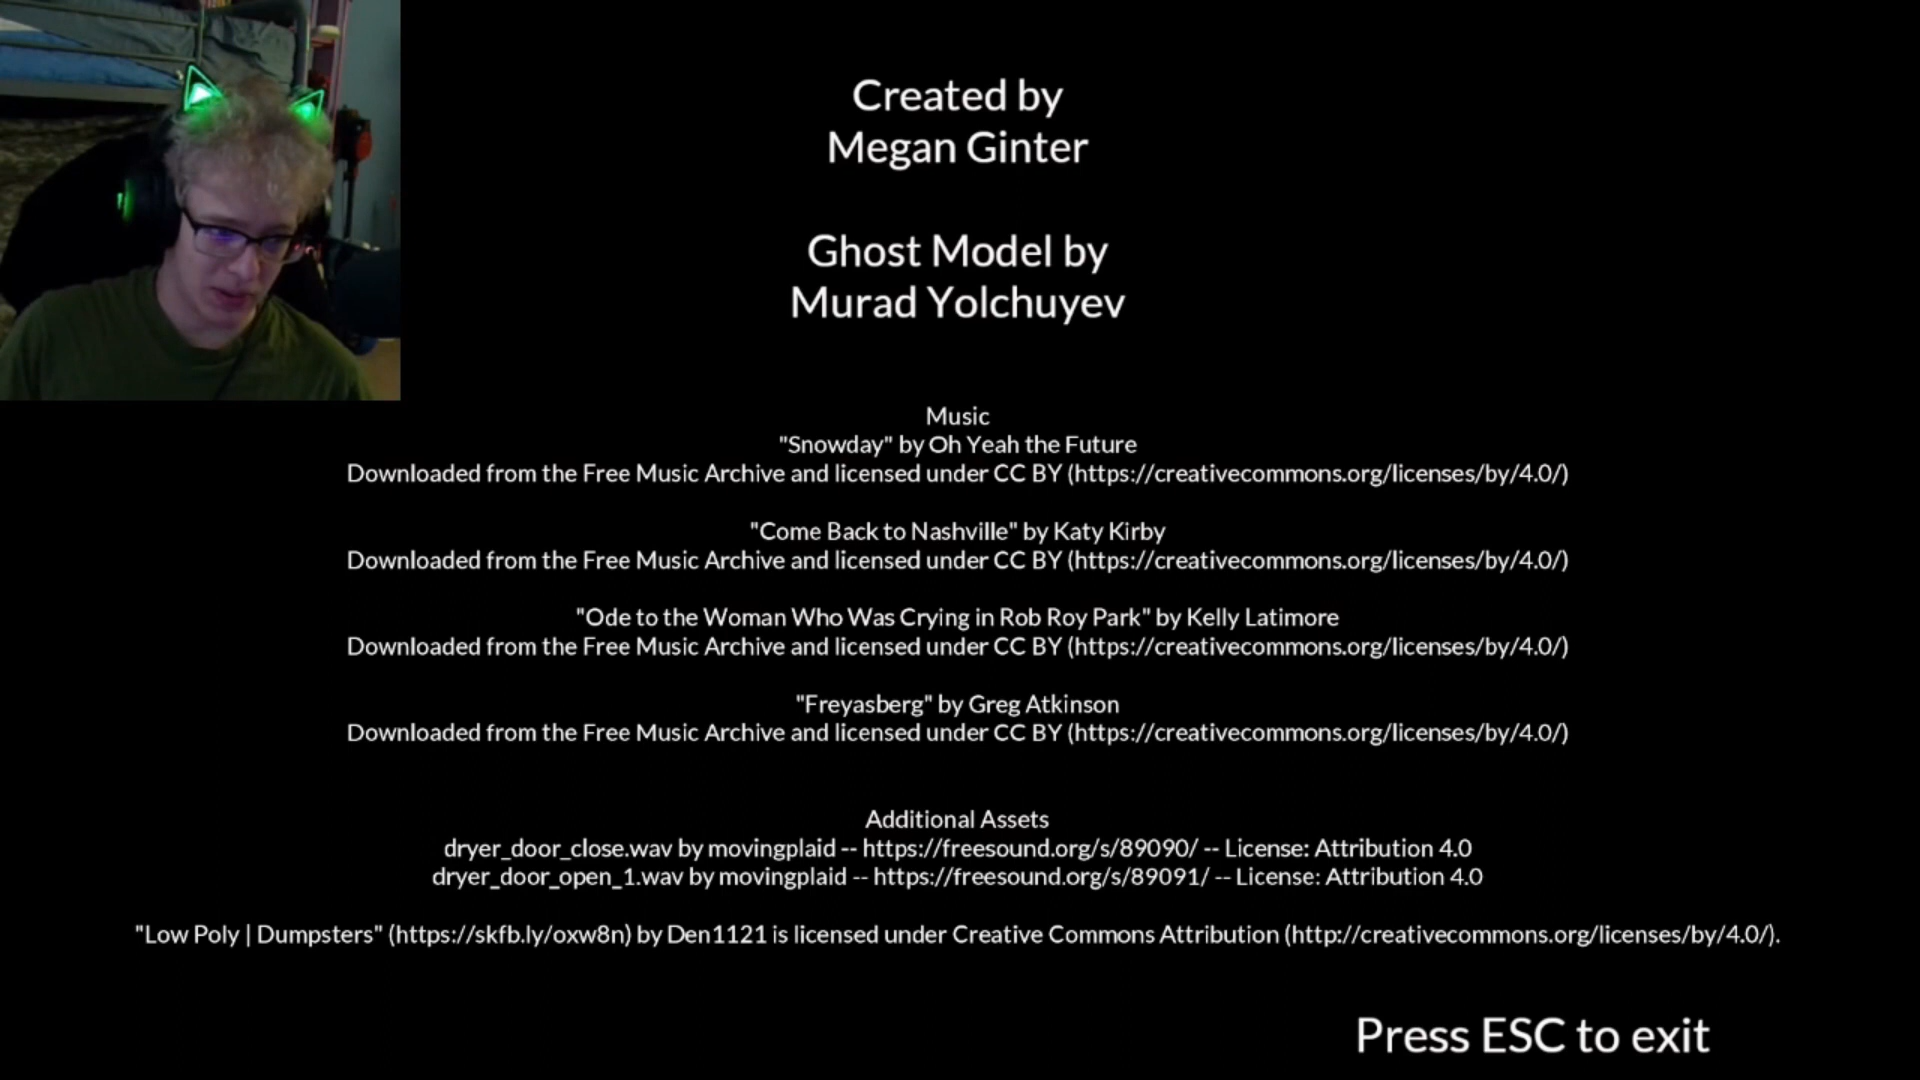 Created by
Megan Ginter
Ghost Model by
Murad Yolchuyev
Music
"Snowday" by Oh Yeah the Future
Downloaded from the Free Music Archive and licensed under CC BY (https://creativecommons.org/licenses/by/4.0/)
"Come Back to Nashville" by Katy Kirby
Downloaded from the Free Music Archive and licensed under CC BY (https://creativecommons.org/licenses/by/4.0/)
"Ode to the Woman Who Was Crying in Rob Roy Park" by Kelly Latimore
Downloaded from the Free Music Archive and licensed under CC BY (https://creativecommons.org/licenses/by/4.0/)
"Freyasberg" by Greg Atkinson
Downloaded from the Free Music Archive and licensed under CC BY (https://creativecommons.org/licenses/by/4.0/)
Additional Assets
dryer_door_close.wav by movingplaid -- https://freesound.org/s/89090/ -- License: Attribution 4.0
dryer_door_open_1.wav by movingplaid -- https://freesound.org/s/89091/ -- License: Attribution 4.0
"Low Poly | Dumpsters" (https://skfb.ly/oxw8n) by Den1121 is licensed under Creative Commons Attribution (http://creativecommons.org/licenses/by/4.0/).
Press ESC to exit